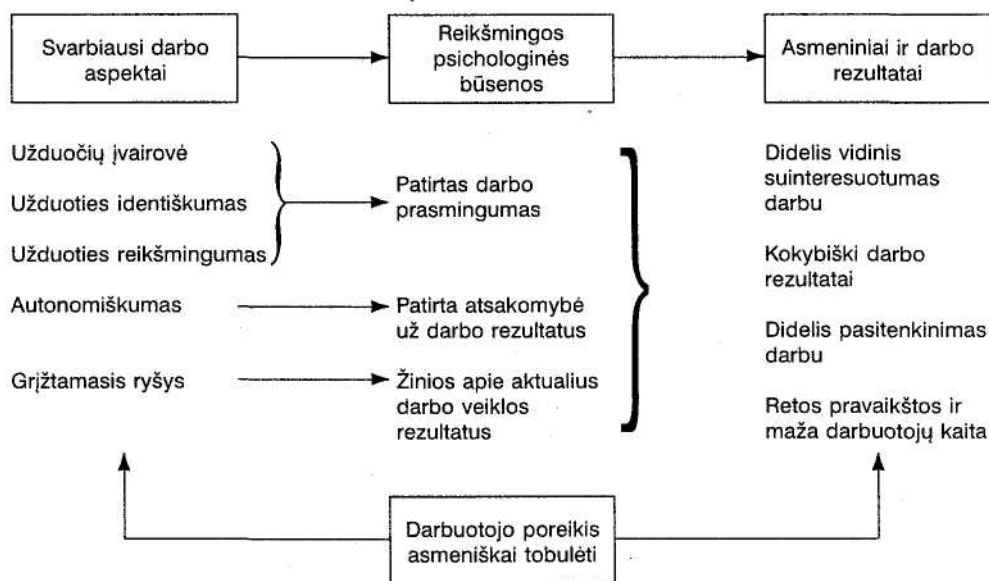 Svarbiausi darbo
aspektai
Reikšmingos
psichologinės
būsenos
Asmeniniai ir darbo
rezultatai
Užduočių įvairovė
Užduoties identiškumas
Užduoties reikšmingumas
Autonomiškumas
Grįžtamasis ryšys
Patirtas darbo
prasmingumas
Patirta atsakomybė
už darbo rezultatus
Žinios apie aktualius
darbo veiklos
rezultatus
Didelis vidinis
suinteresuotumas
darbu
Kokybiški darbo
rezultatai
Didelis pasitenkinimas
darbu
Retos pravaikštos ir
maža darbuotojų kaita
Darbuotojo poreikis
asmeniškai tobulėti